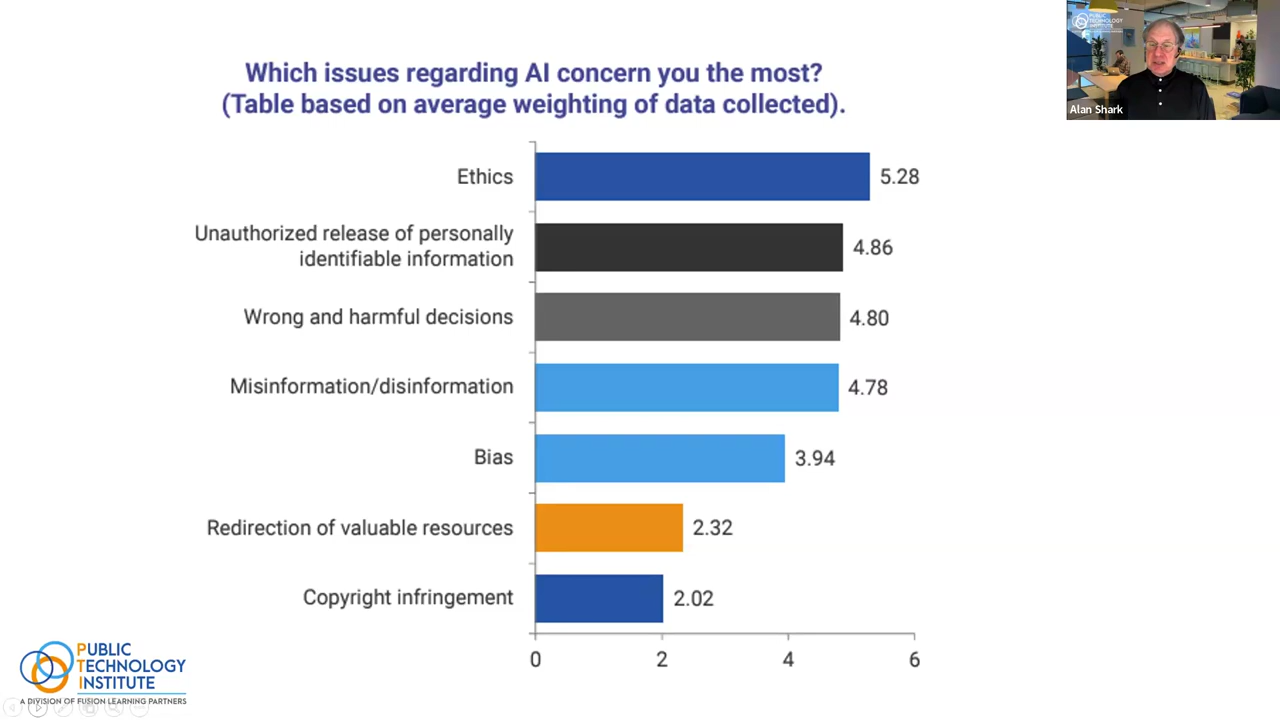 Which issues regarding AI concern you the most?
(Table based on average weighting of data collected).
Ethics
5.28
Unauthorized release of personally
identifiable information
4.86
Wrong and harmful decisions
4.80
Misinformation/disinformation
4.78
Bias
3.94
Redirection of valuable resources
2.32
Copyright infringement
2.02
0
2
4
6
PUBLIC
TECHNOLOGY
INSTITUTE
A DIVISION OF FUSION LEARNING PARTNERS
PUBLIC
TECHNOLOGY
INSTITUTE
Alan Shark